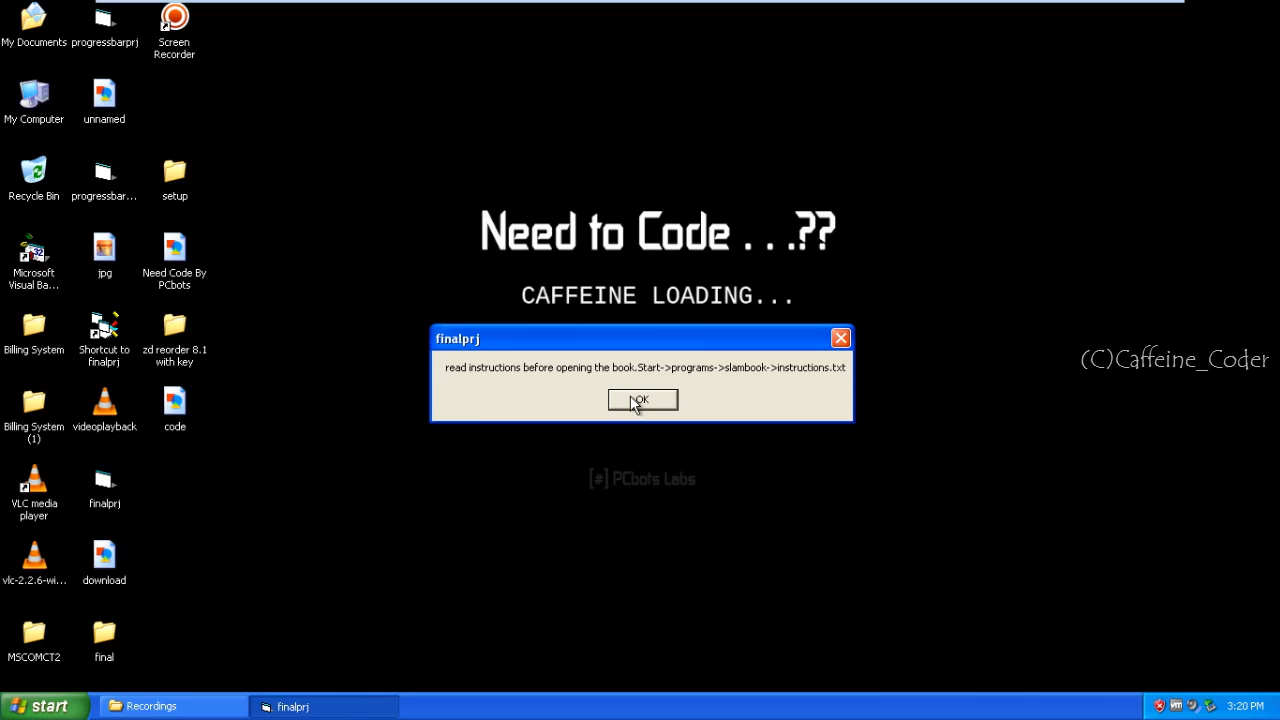 My Documents
progressbarprj
Screen
Recorder
My Computer
unnamed
Recycle Bin
progressbar...
setup
Microsoft
Visual Ba...
jpg
Need Code By
PCbots
Need to Code . . .??
CAFFEINE LOADING...
Billing System
Shortcut to
finalprj
zd reorder 8.1
with key
finalprj
read instructions before opening the book.Start->programs->slambook->instructions.txt
OK
(C)Caffeine_Coder
Billing System
(1)
videoplayback
code
[#] PCbots Labs
VLC media
player
finalprj
vlc-2.2.6-wi...
download
MSCOMCT2
final
start
Recordings
finalprj
3:20 PM